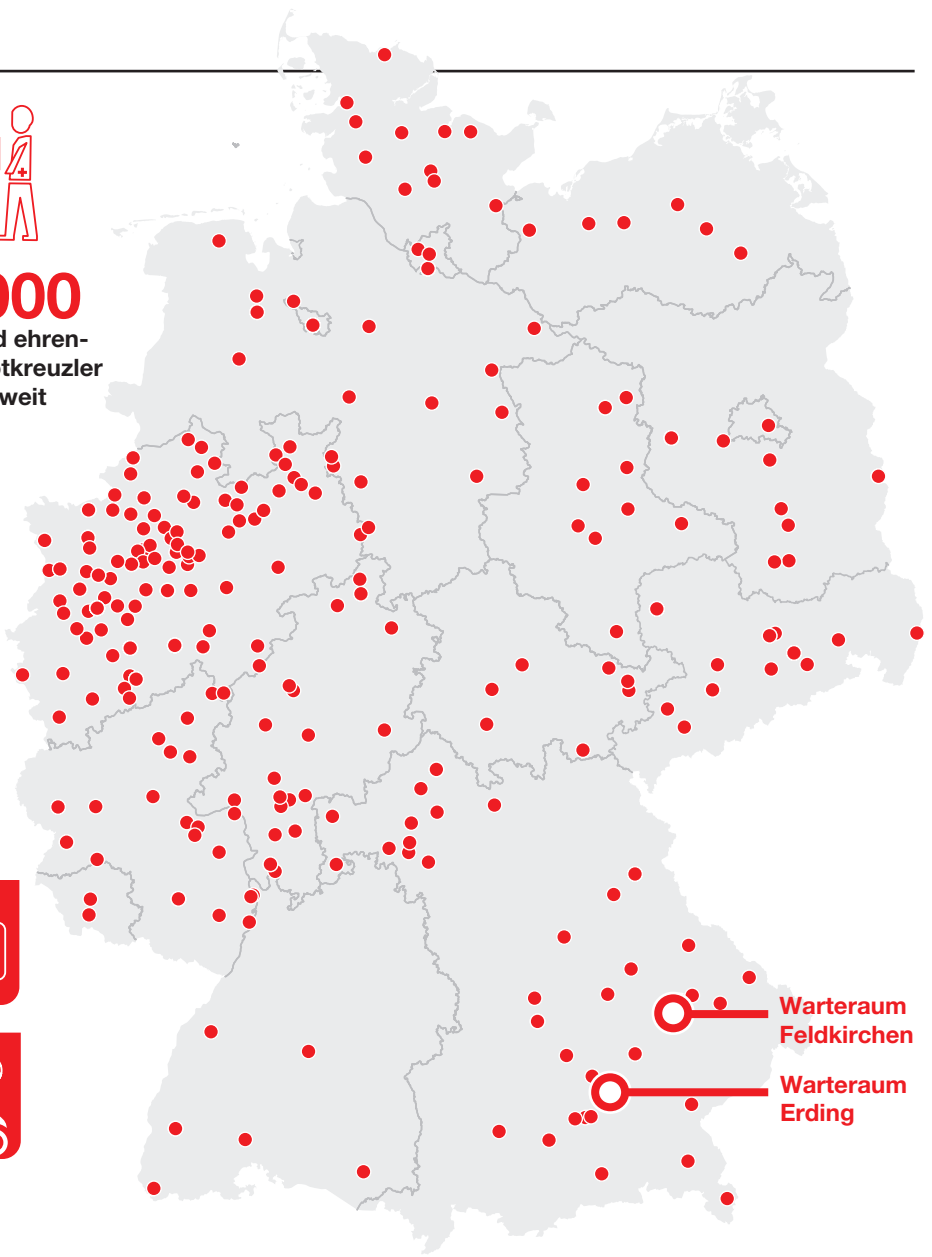 000
d ehren-
tkreuzler
weit
Warteraum
Feldkirchen
Warteraum
Erding